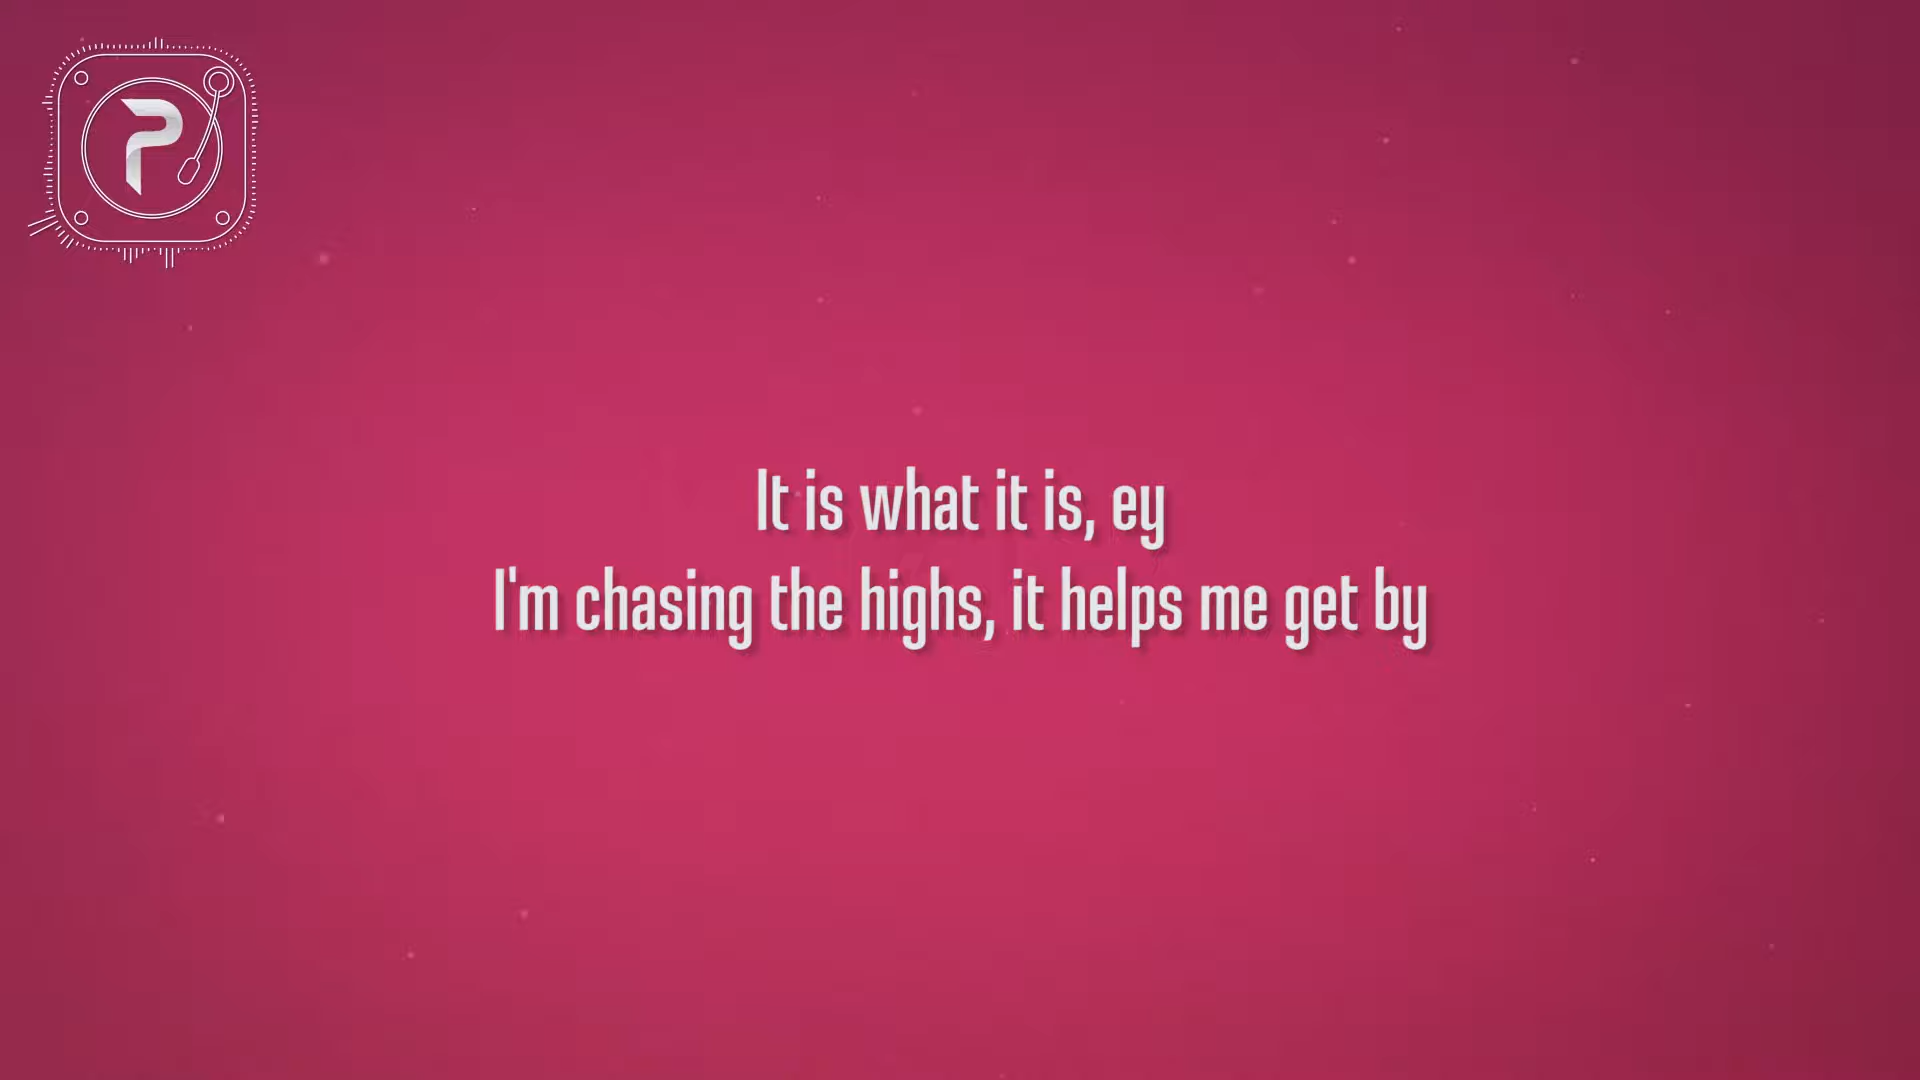 P
It is what it is, ey
I'm chasing the highs, it helps me get by